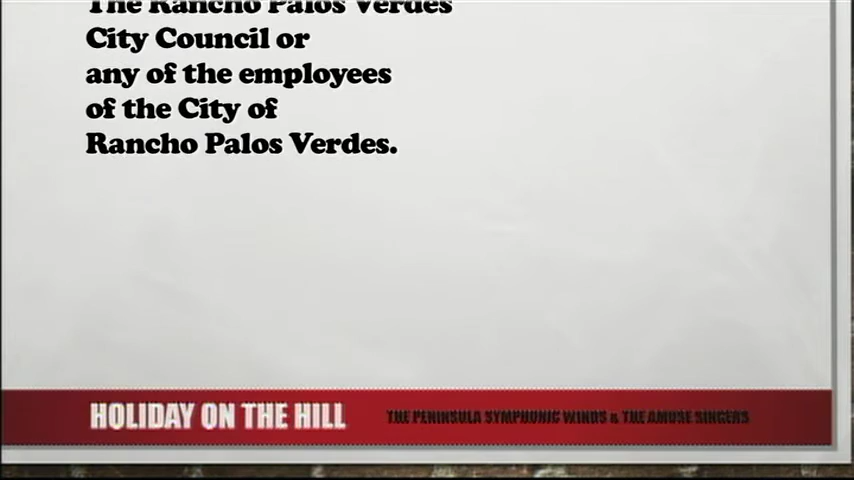 The Rancho Palos Verdes
City Council or
any of the employees
of the City of
Rancho Palos Verdes.
HOLIDAY ON THE HILL
THE PENINSULA SYMPHONIC WINDS & THE AMUSE SINGERS